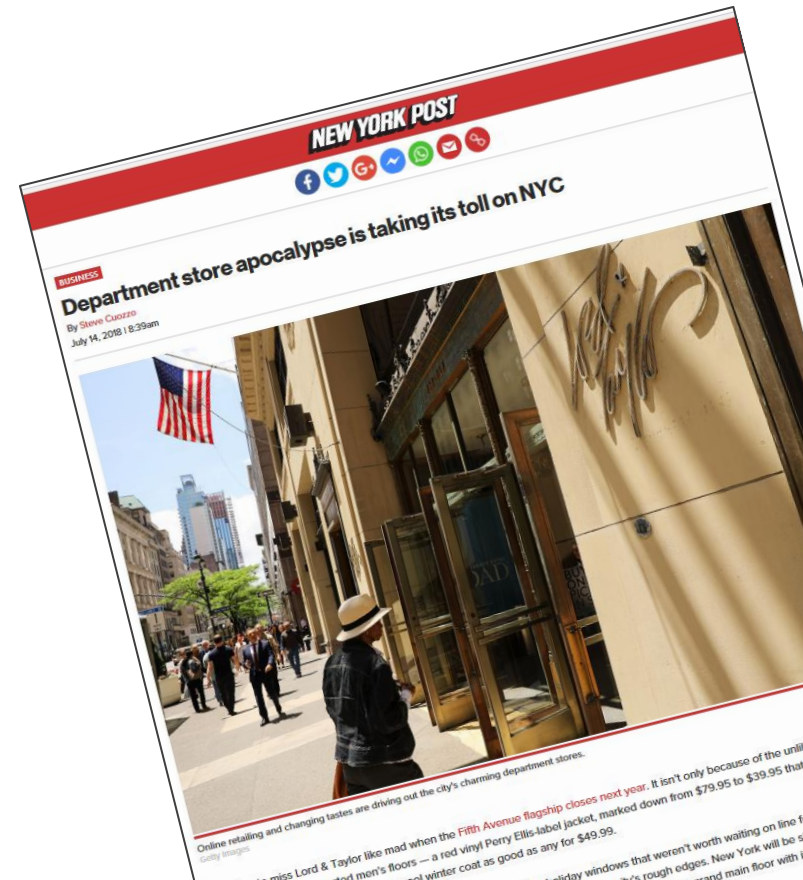 NEW YORK POST
BUSINESS
Department store apocalypse is taking its toll on NYC
By Steve Cuozzo
July 14, 2018 | 8:39am
Lord & Taylor
Online retailing and changing tastes are driving out the city's charming department stores.
Getty Images
miss Lord & Taylor like mad when the Fifth Avenue flagship closes next year. It isn't only because of the
men's floors — a red vinyl Perry Ellis-label jacket, marked down from $79.95 to $39.95 that
winter coat as good as any for $49.99.
windows that weren't worth waiting on line
rough edges. New York will be
main floor with